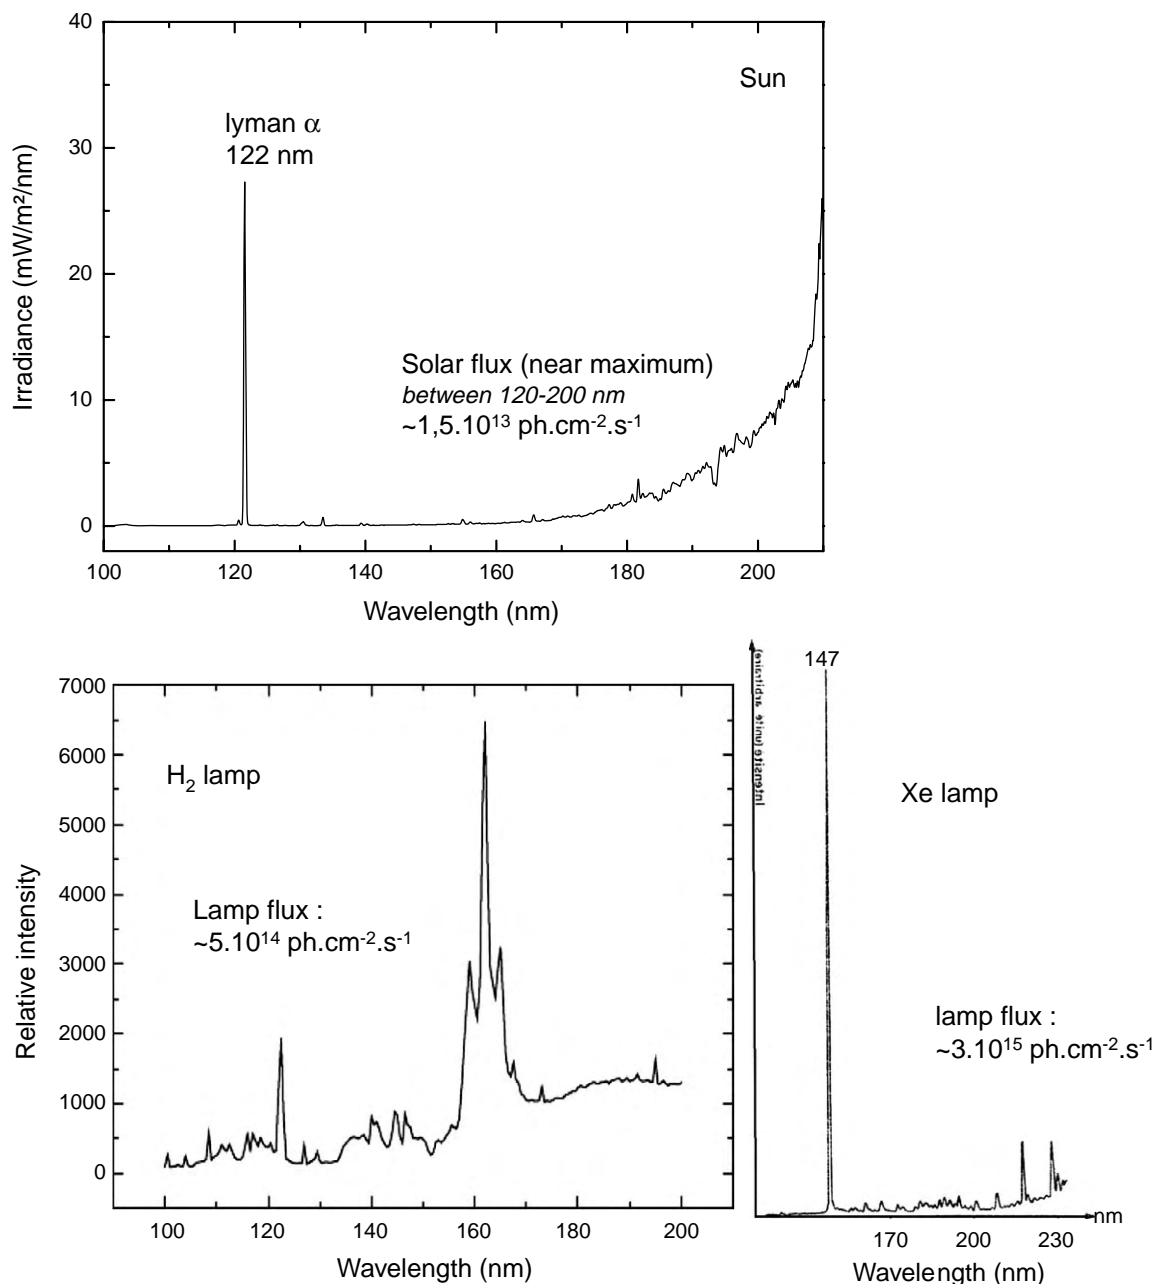 40
30
20
10
0
Irradiance (mW/m²/nm)
Sun
lyman α
122 nm
Solar flux (near maximum)
between 120-200 nm
~1,5.10¹³ ph.cm⁻².s⁻¹
100 120 140 160 180 200
Wavelength (nm)
7000
6000
5000
4000
3000
2000
1000
0
Relative intensity
H₂ lamp
Lamp flux :
~5.10¹⁴ ph.cm⁻².s⁻¹
100 120 140 160 180 200
Wavelength (nm)
147
Intensité (unité arbitraire)
Xe lamp
lamp flux :
~3.10¹⁵ ph.cm⁻².s⁻¹
170 200 230
nm
Wavelength (nm)